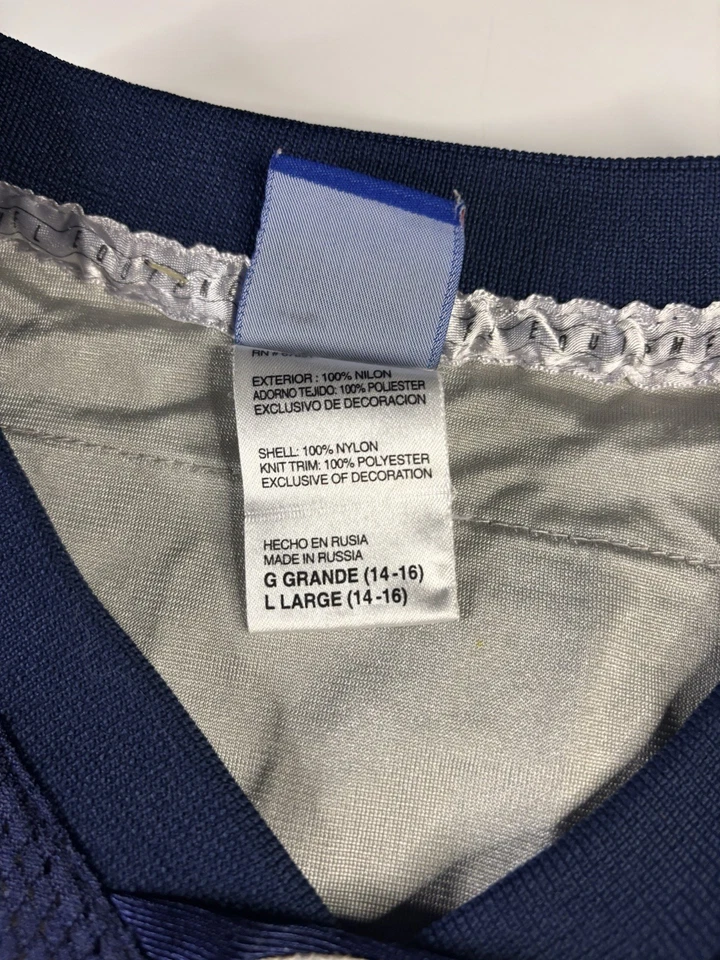 EXTERIOR : 100% NILON
ADORNO TEJIDO: 100% POLIESTER
EXCLUSIVO DE DECORACION
SHELL: 100% NYLON
KNIT TRIM: 100% POLYESTER
EXCLUSIVE OF DECORATION
HECHO EN RUSIA
MADE IN RUSSIA
G GRANDE (14-16)
L LARGE (14-16)